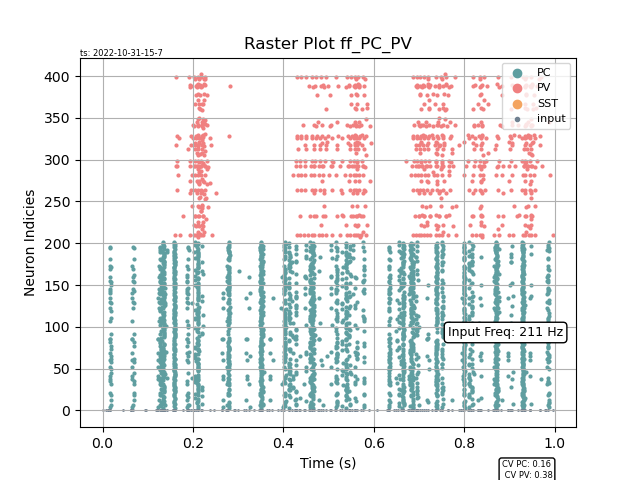 ts: 2022-10-31-15-7
Raster Plot ff_PC_PV
PC
PV
SST
input
Neuron Indicies
400
350
300
250
200
150
100
50
0
Input Freq: 211 Hz
0.0 0.2 0.4 0.6 0.8 1.0
Time (s)
CV PC: 0.16
CV PV: 0.38